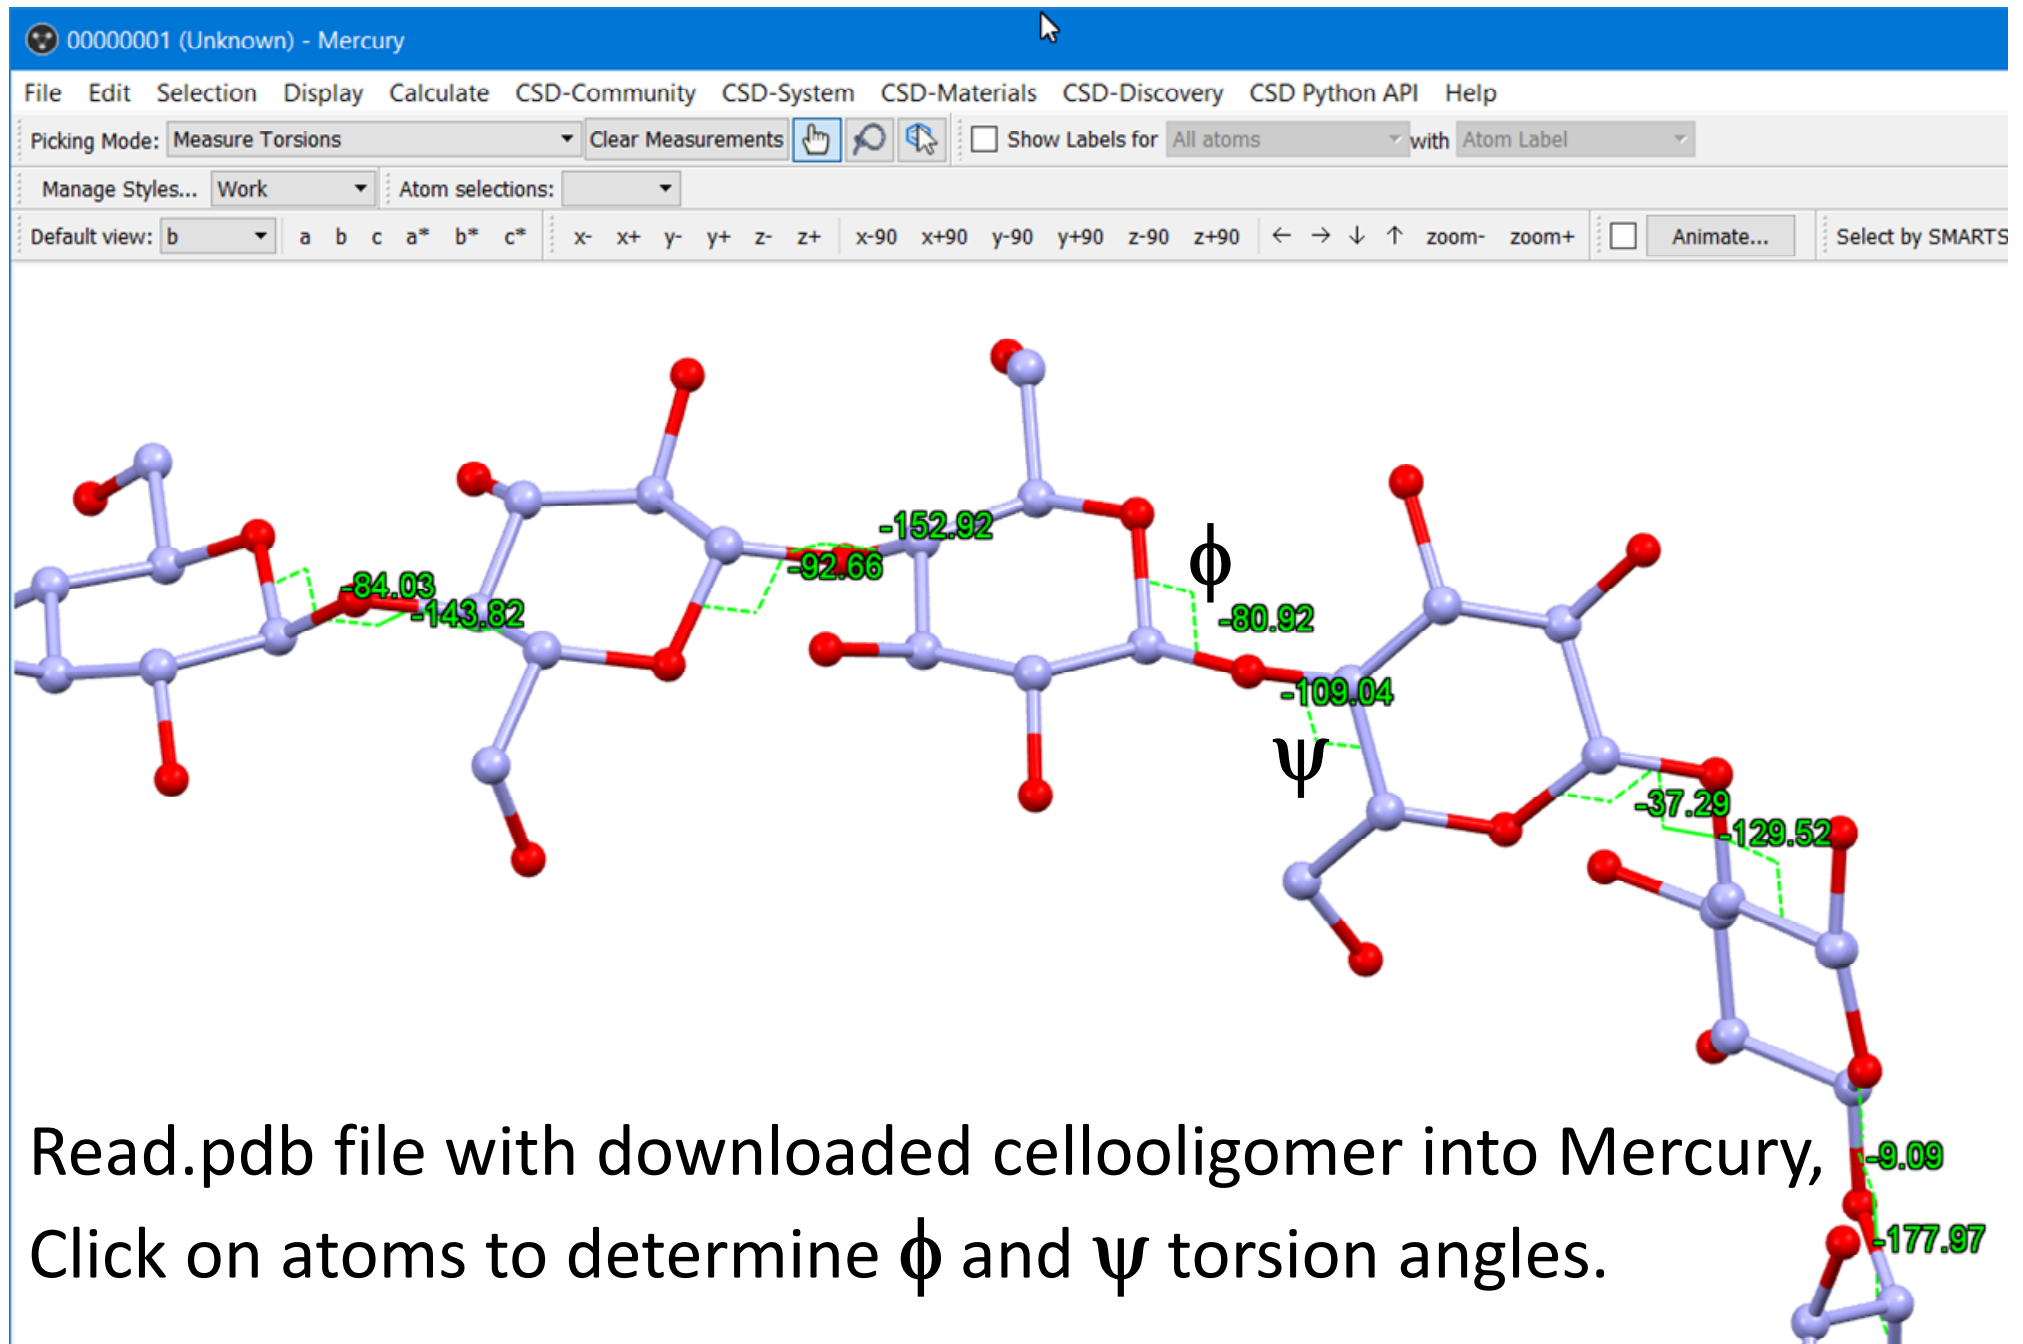 00000001 (Unknown) - Mercury
File Edit Selection Display Calculate CSD-Community CSD-System CSD-Materials CSD-Discovery CSD Python API Help
Picking Mode: Measure Torsions Clear Measurements Show Labels for All atoms with Atom Label
Manage Styles... Work Atom selections:
Default view: b a b c a* b* c* x- x+ y- y+ z- z+ x-90 x+90 y-90 y+90 z-90 z+90 ← → ↓ ↑ zoom- zoom+ Animate... Select by SMARTS
-152.92
ϕ
-92.66
-84.03
-143.82
-80.92
-109.04
ψ
-37.29
-129.52
Read.pdb file with downloaded cellooligomer into Mercury,
-9.09
Click on atoms to determine ϕ and ψ torsion angles.
-177.97